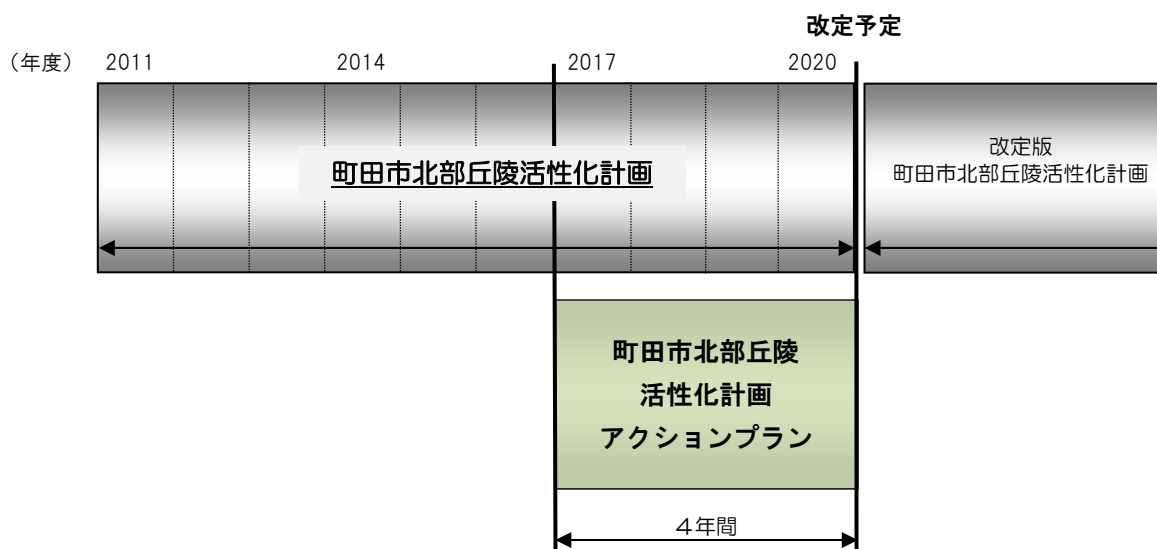 改定予定
（年度） 2011 2014 2017 2020
町田市北部丘陵活性化計画
改定版
町田市北部丘陵活性化計画
町田市北部丘陵
活性化計画
アクションプラン
４年間